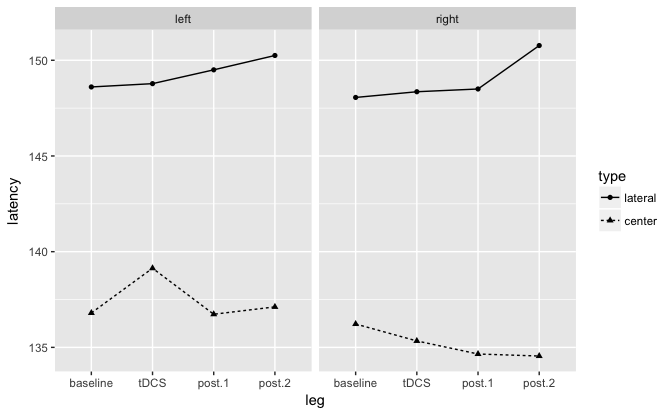 left
right
latency
150
145
140
135
baseline tDCS post.1 post.2
baseline tDCS post.1 post.2
leg
type
lateral
center